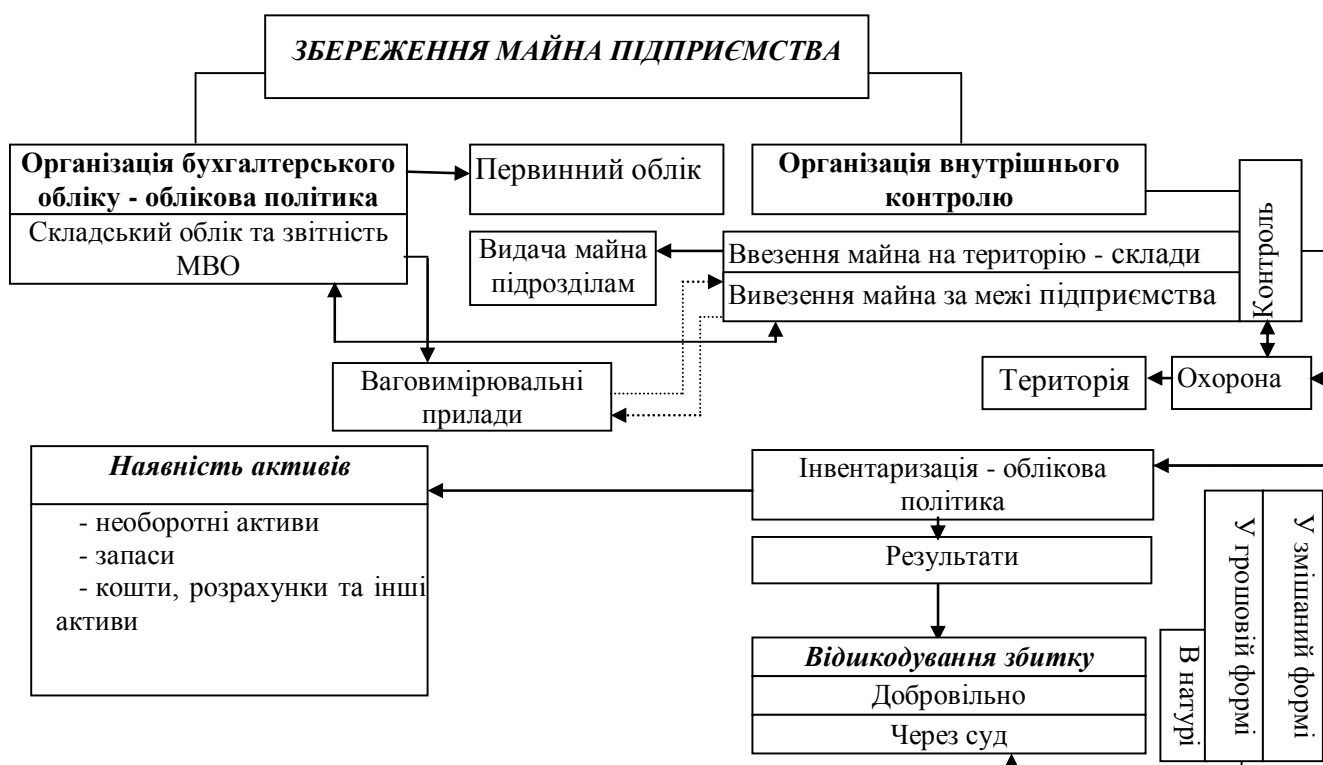 ЗБЕРЕЖЕННЯ МАЙНА ПІДПРИЄМСТВА
Організація бухгалтерського
обліку - облікова політика
Складський облік та звітність
МВО
Первинний облік
Організація внутрішнього
контролю
Контроль
Видача майна
підрозділам
Ввезення майна на територію - склади
Вивезення майна за межі підприємства
Ваговимірювальні
прилади
Територія
Охорона
Наявність активів
- необоротні активи
- запаси
- кошти, розрахунки та інші
активи
Інвентаризація - облікова
політика
Результати
Відшкодування збитку
Добровільно
Через суд
В натурі
У грошовій формі
У змішаний формі